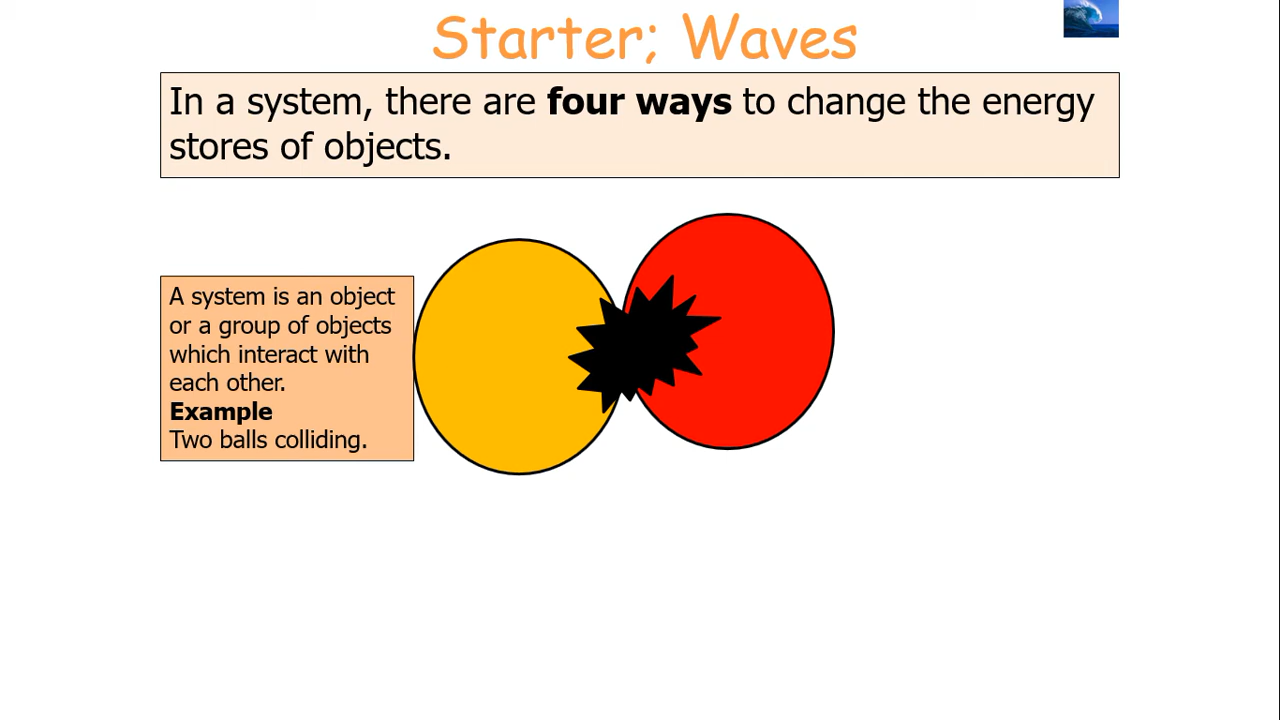 Starter; Waves
In a system, there are four ways to change the energy
stores of objects.
A system is an object
or a group of objects
which interact with
each other.
Example
Two balls colliding.